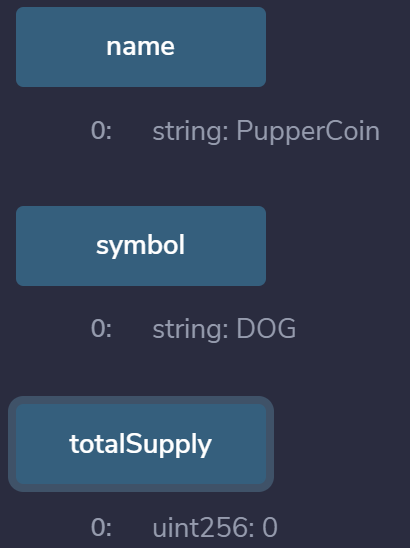 name
0: string: PupperCoin
symbol
0: string: DOG
totalSupply
0: uint256: 0